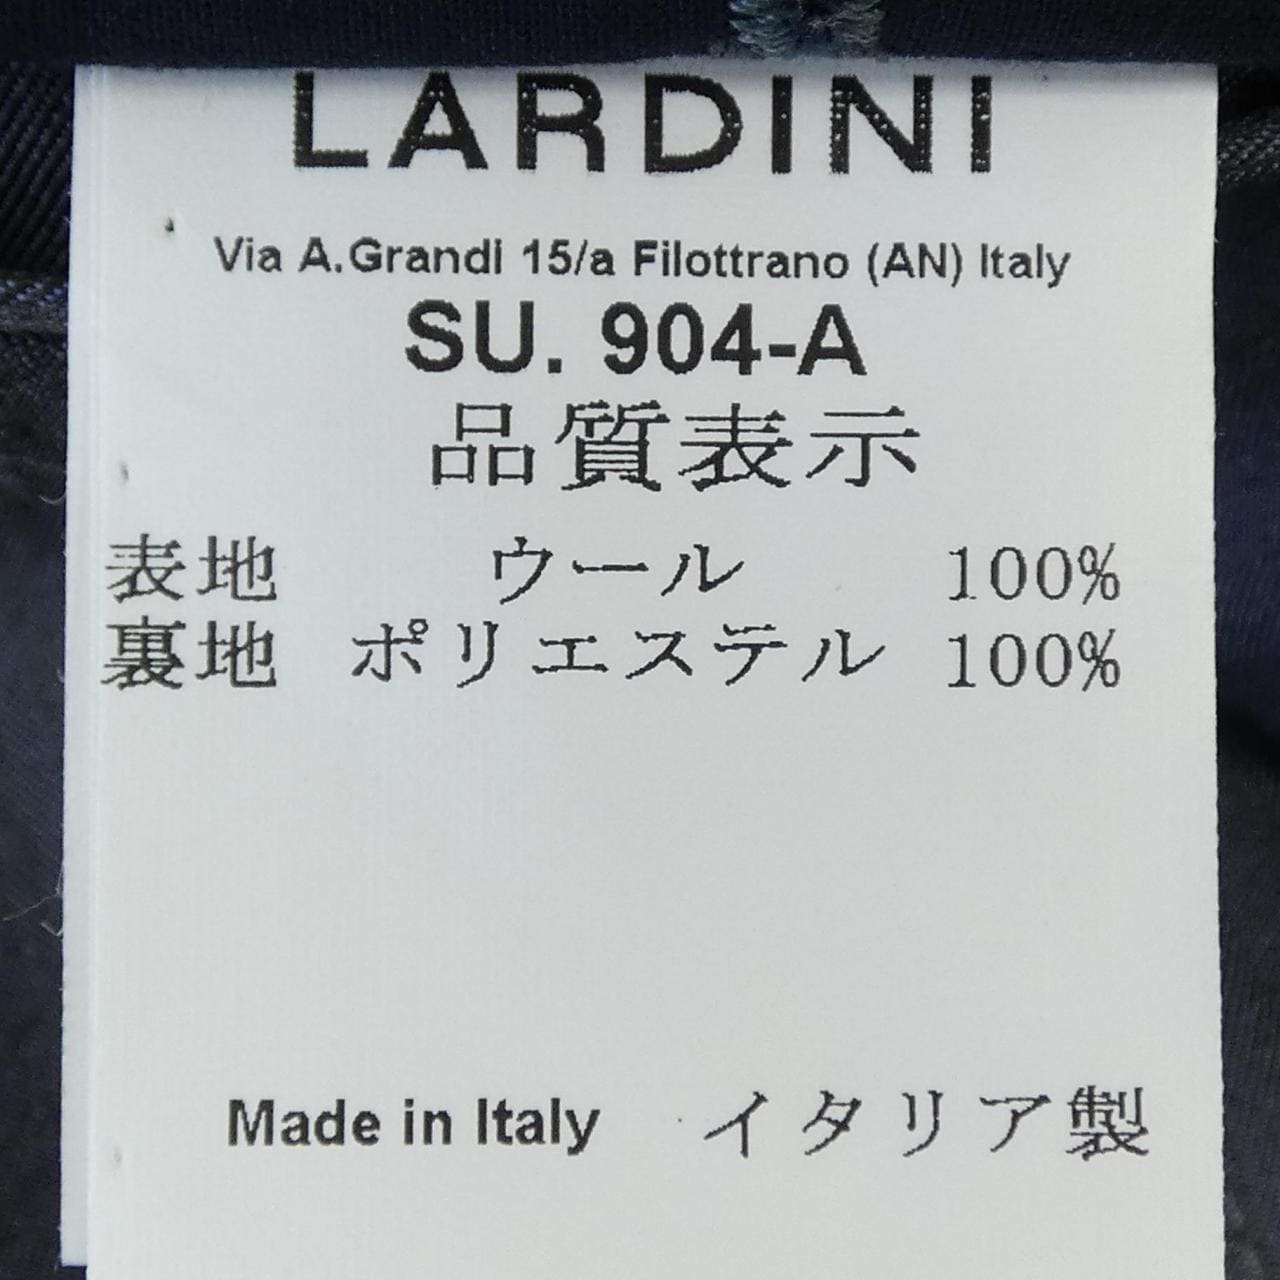 LARDINI
Via A.Grandi 15/a Filottrano (AN) Italy
SU. 904-A
品質表示
表地 ウール 100%
裏地 ポリエステル 100%
Made in Italy イタリア製